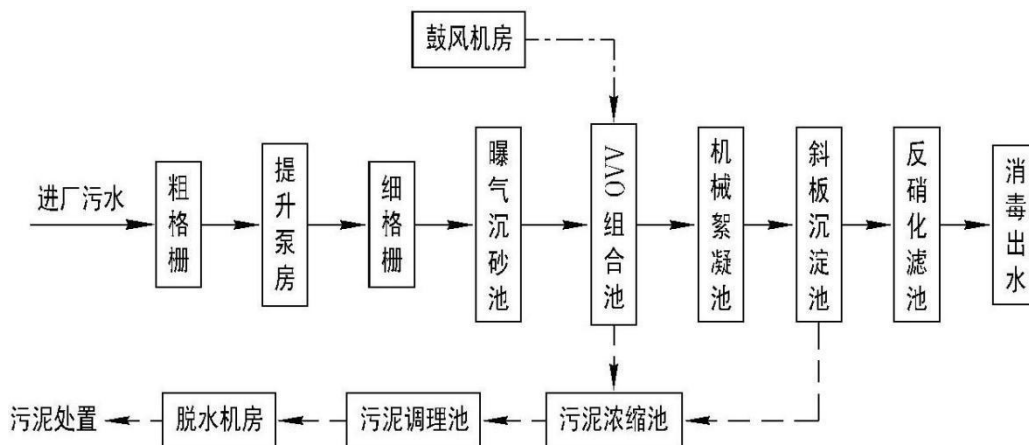 鼓风机房
进厂污水
粗格栅
提升泵房
细格栅
曝气沉砂池
OVV组合池
机械絮凝池
斜板沉淀池
反硝化滤池
消毒出水
污泥处置
脱水机房
污泥调理池
污泥浓缩池